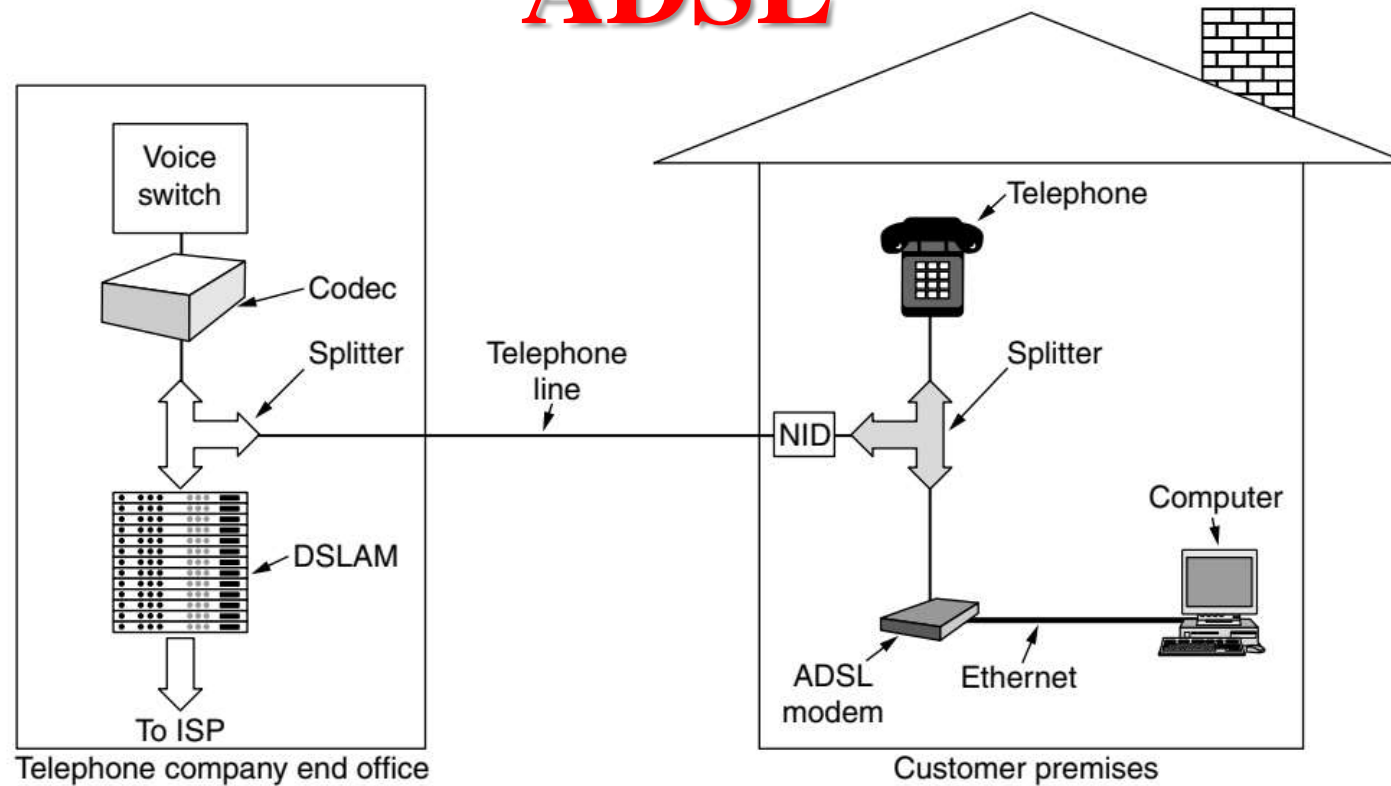 ADSL
Voice
switch
Codec
Splitter
Telephone
line
DSLAM
To ISP
Telephone company end office
Telephone
Splitter
NID
Computer
ADSL
modem
Ethernet
Customer premises